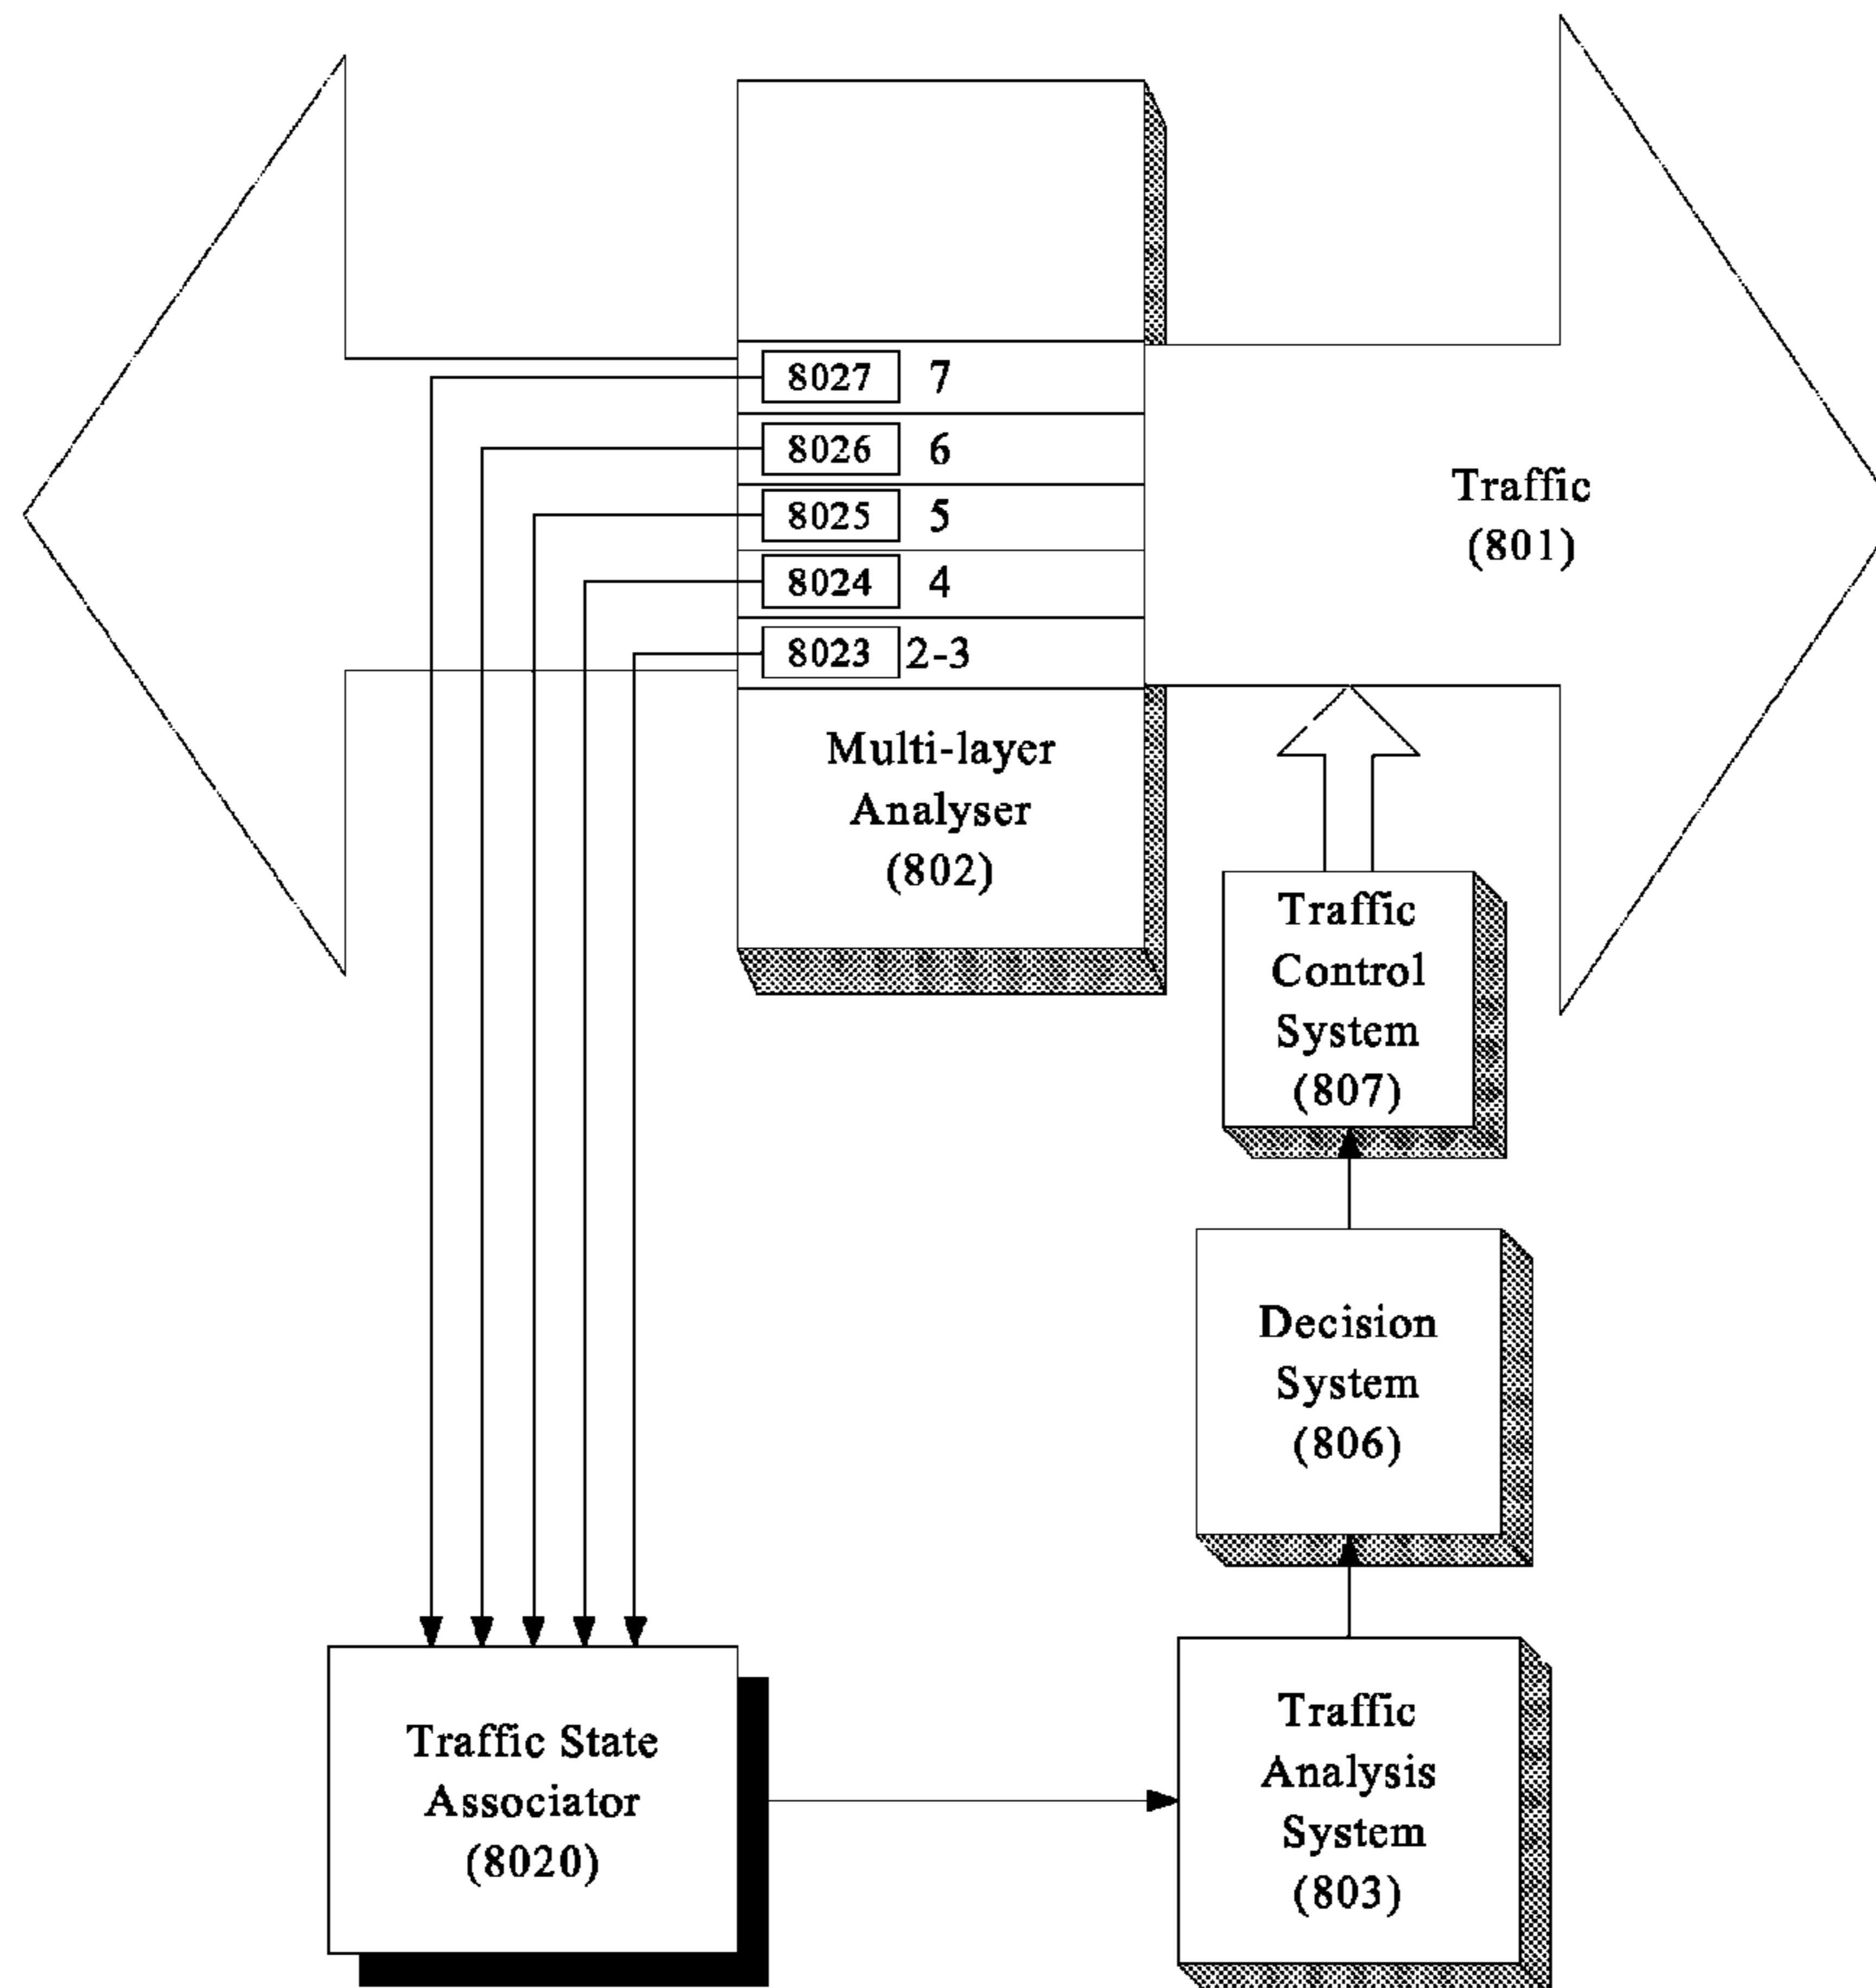 8027 7
8026 6
8025 5
8024 4
8023 2-3
Traffic
(801)
Multi-layer
Analyser
(802)
Traffic
Control
System
(807)
Decision
System
(806)
Traffic State
Associator
(8020)
Traffic
Analysis
System
(803)